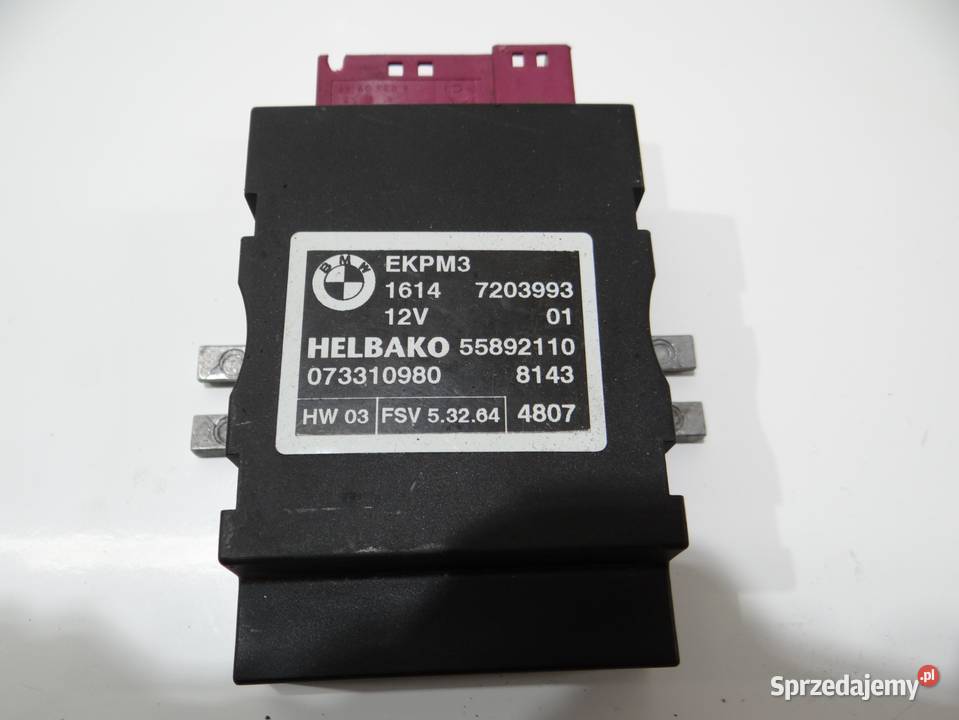 BMW
EKPM3
1614 7203993
12V 01
HELBAKO 55892110
073310980 8143
HW 03 FSV 5.32.64 4807
Sprzedajemy.pl